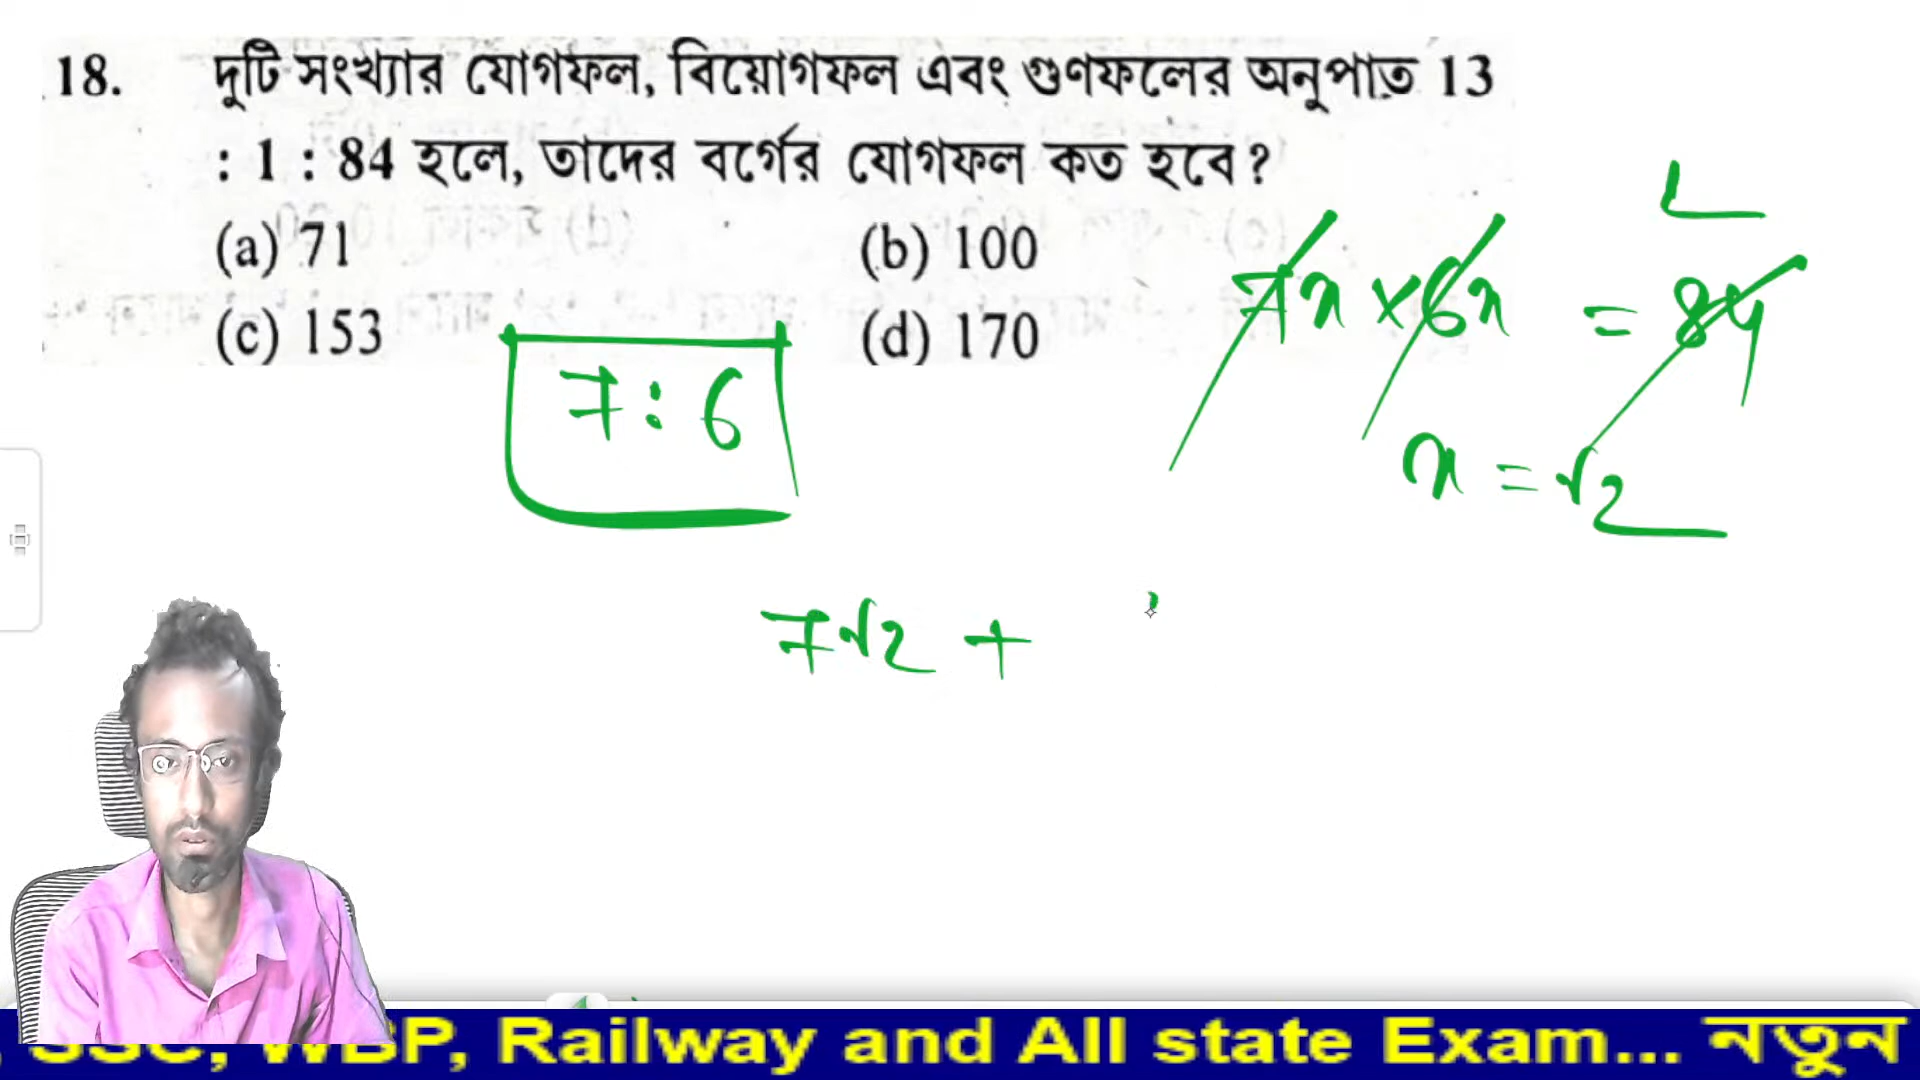 18. দুটি সংখ্যার যোগফল, বিয়োগফল এবং গুণফলের অনুপাত 13
: 1 : 84 হলে, তাদের বর্গের যোগফল কত হবে?
(a) 71 (b) 100
(c) 153 (d) 170
2
7x × 6x = 84
7 : 6
x = √2
7√2 +
, SSC, WBP, Railway and All state Exam... নতুন